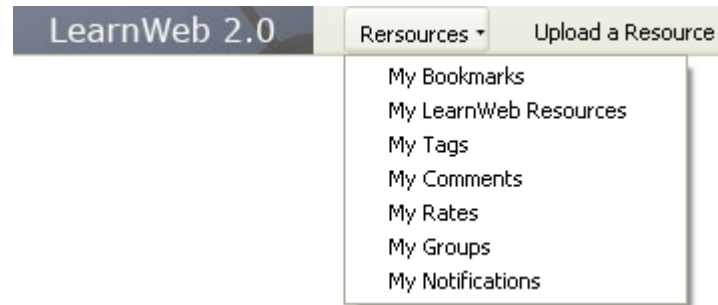 LearnWeb 2.0 Rersources Upload a Resource
My Bookmarks
My LearnWeb Resources
My Tags
My Comments
My Rates
My Groups
My Notifications